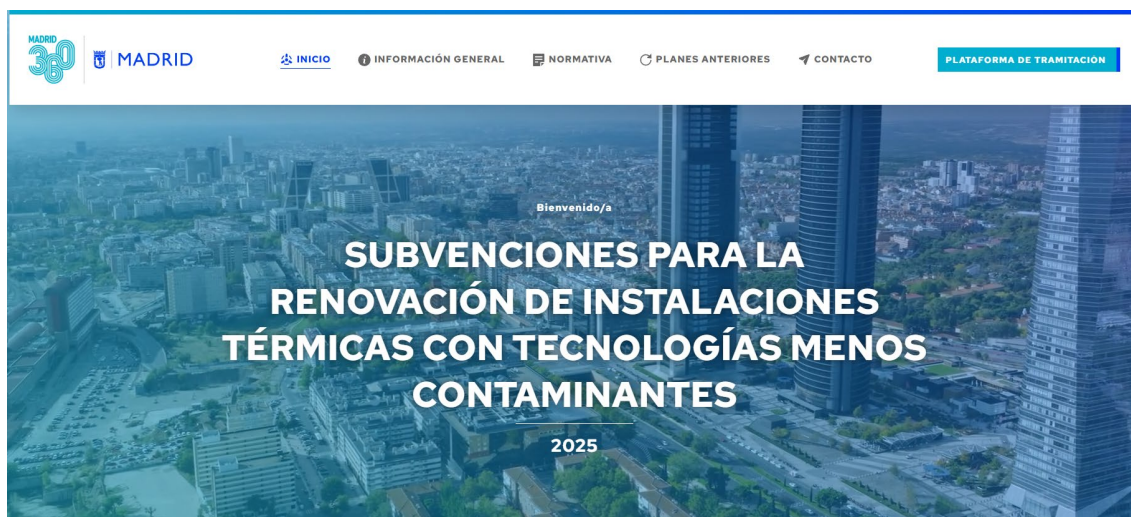 MADRID
360
MADRID
INICIO
INFORMACIÓN GENERAL
NORMATIVA
PLANES ANTERIORES
CONTACTO
PLATAFORMA DE TRAMITACIÓN
Bienvenido/a
SUBVENCIONES PARA LA
RENOVACIÓN DE INSTALACIONES
TÉRMICAS CON TECNOLOGÍAS MENOS
CONTAMINANTES
2025